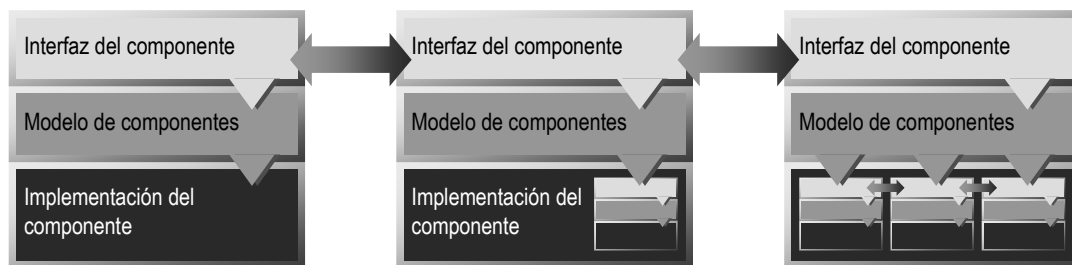 Interfaz del componente
Interfaz del componente
Interfaz del componente
Modelo de componentes
Modelo de componentes
Modelo de componentes
Implementación del
componente
Implementación del
componente